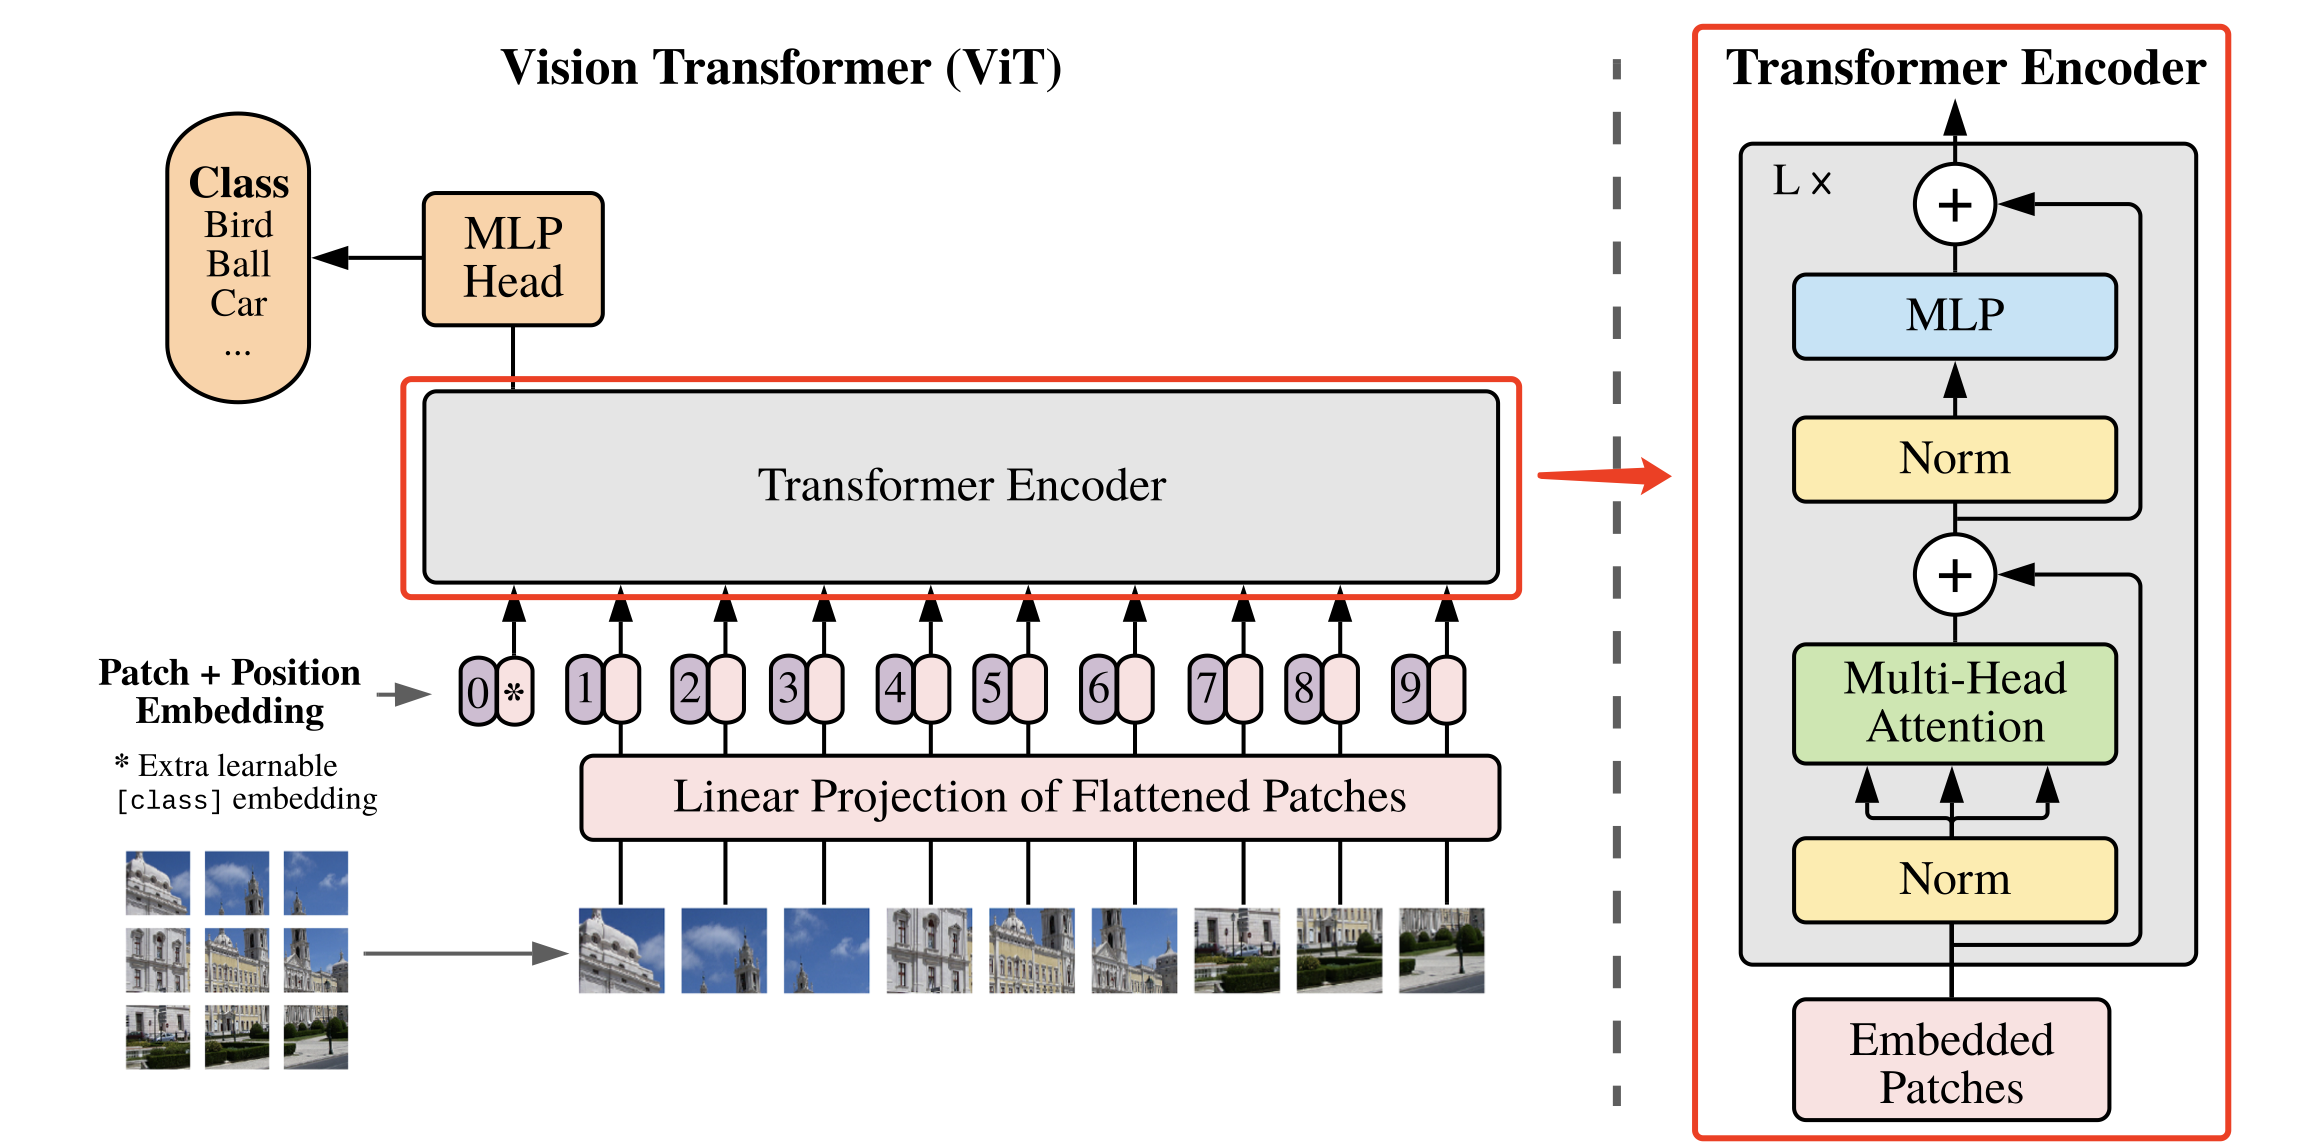 Vision Transformer (ViT)
Class
Bird
Ball
Car
...
MLP
Head
Transformer Encoder
Patch + Position
Embedding
* Extra learnable
[class] embedding
0 * 1 2 3 4 5 6 7 8 9
Linear Projection of Flattened Patches
Transformer Encoder
L ×
+
MLP
Norm
+
Multi-Head
Attention
Norm
Embedded
Patches